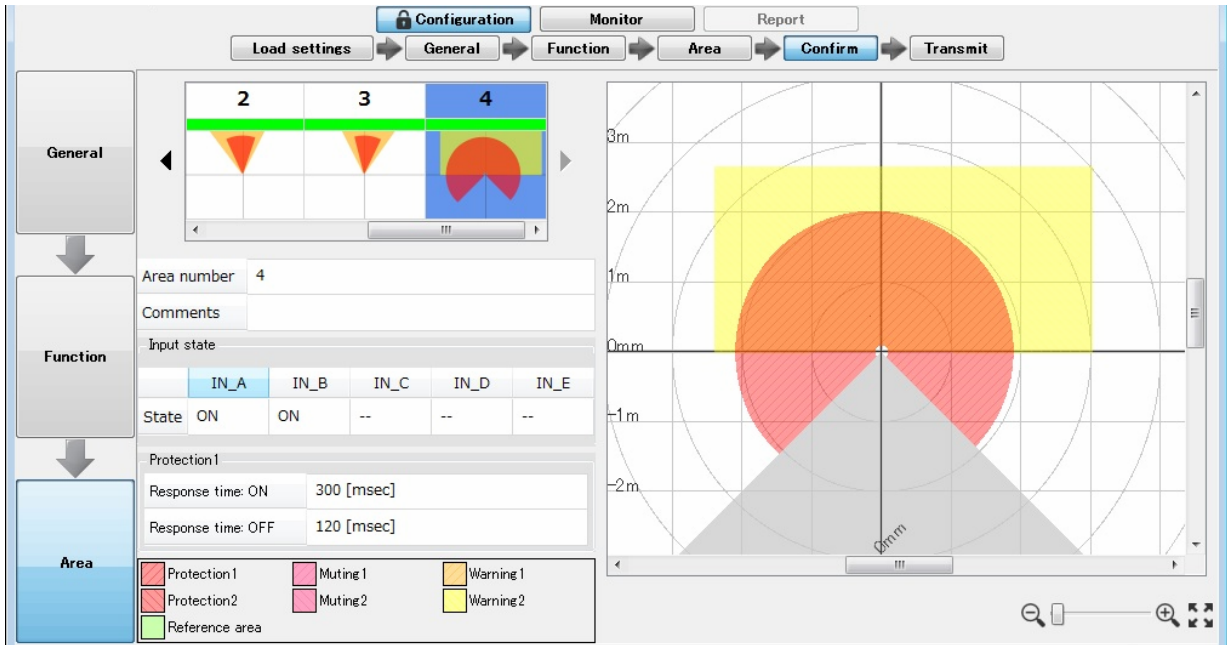 Configuration Monitor Report
Load settings General Function Area Confirm Transmit
General
Function
Area
2 3 4
Area number 4
Comments
Input state
IN_A IN_B IN_C IN_D IN_E
State ON ON -- -- --
Protection1
Response time: ON 300 [msec]
Response time: OFF 120 [msec]
Protection1 Muting1 Warning1
Protection2 Muting2 Warning2
Reference area
3m
2m
1m
0mm
-1m
-2m
0mm